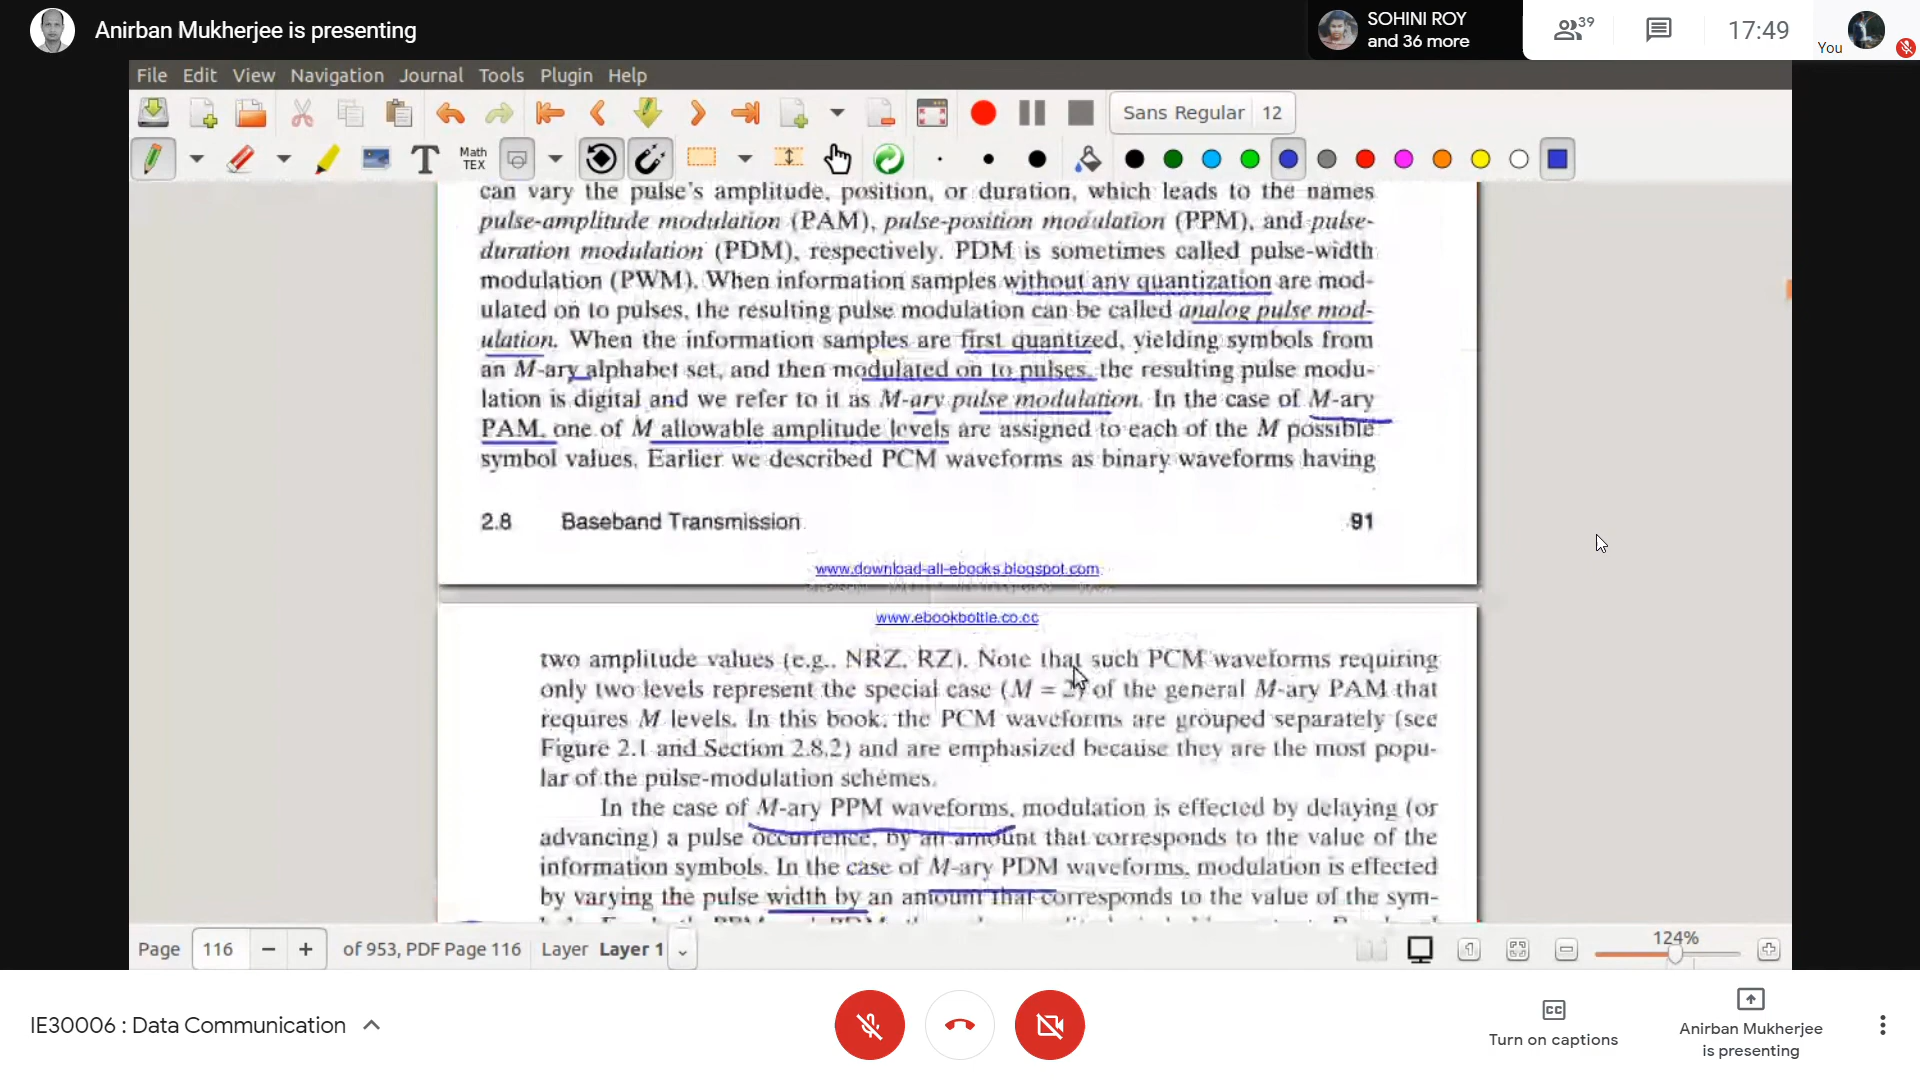 Anirban Mukherjee is presenting
SOHINI ROY
and 36 more
39
17:49
You
File Edit View Navigation Journal Tools Plugin Help
Sans Regular 12
Math
TEX
can vary the pulse's amplitude, position, or duration, which leads to the names
pulse-amplitude modulation (PAM), pulse-position modulation (PPM), and pulse-
duration modulation (PDM), respectively. PDM is sometimes called pulse-width
modulation (PWM). When information samples without any quantization are mod-
ulated on to pulses, the resulting pulse modulation can be called analog pulse mod-
ulation. When the information samples are first quantized, yielding symbols from
an M-ary alphabet set, and then modulated on to pulses, the resulting pulse modu-
lation is digital and we refer to it as M-ary pulse modulation. In the case of M-ary
PAM, one of M allowable amplitude levels are assigned to each of the M possible
symbol values. Earlier we described PCM waveforms as binary waveforms having
2.8 Baseband Transmission 91
www.download-all-ebooks.blogspot.com
www.ebookbottle.co.cc
two amplitude values (e.g., NRZ, RZ). Note that such PCM waveforms requiring
only two levels represent the special case (M = 2) of the general M-ary PAM that
requires M levels. In this book, the PCM waveforms are grouped separately (see
Figure 2.1 and Section 2.8.2) and are emphasized because they are the most popu-
lar of the pulse-modulation schemes.
In the case of M-ary PPM waveforms, modulation is effected by delaying (or
advancing) a pulse occurrence, by an amount that corresponds to the value of the
information symbols. In the case of M-ary PDM waveforms, modulation is effected
by varying the pulse width by an amount that corresponds to the value of the sym-
Page 116 of 953, PDF Page 116 Layer Layer 1
124%
IE30006 : Data Communication
Turn on captions
Anirban Mukherjee
is presenting